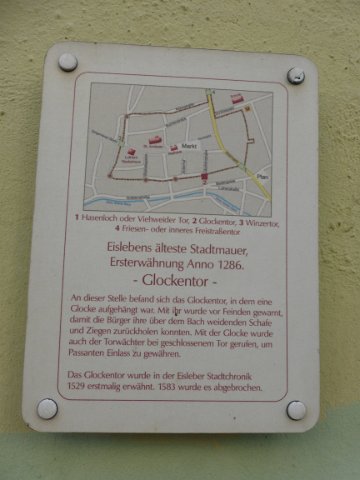 Markt
Plan
1 Hasenloch oder Viehweider Tor, 2 Glockentor, 3 Winzertor,
4 Friesen- oder inneres Freistraßentor
Eislebens älteste Stadtmauer,
Ersterwähnung Anno 1286.
- Glockentor -
An dieser Stelle befand sich das Glockentor, in dem eine
Glocke aufgehängt war. Mit ihr wurde vor Feinden gewarnt,
damit die Bürger ihre über dem Bach weidenden Schafe
und Ziegen zurückholen konnten. Mit der Glocke wurde
auch der Torwächter bei geschlossenem Tor gerufen, um
Passanten Einlass zu gewähren.
Das Glockentor wurde in der Eisleber Stadtchronik
1529 erstmalig erwähnt. 1583 wurde es abgebrochen.